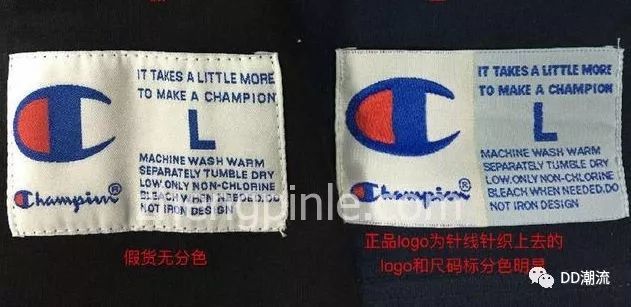 IT TAKES A LITTLE MORE
TO MAKE A CHAMPION
L
MACHINE WASH WARM
SEPARATELY TUMBLE DRY
LOW.ONLY NON-CHLORINE
BLEACH WHEN NEEDED.DO
NOT IRON DESIGN
Champion®
假货无分色
IT TAKES A LITTLE MORE
TO MAKE A CHAMPION
L
MACHINE WASH WARM
SEPARATELY TUMBLE DRY
LOW.ONLY NON-CHLORINE
BLEACH WHEN NEEDED.DO
NOT IRON DESIGN
Champion®
正品logo为针线针织上去的
logo和尺码标分色明显
DD潮流